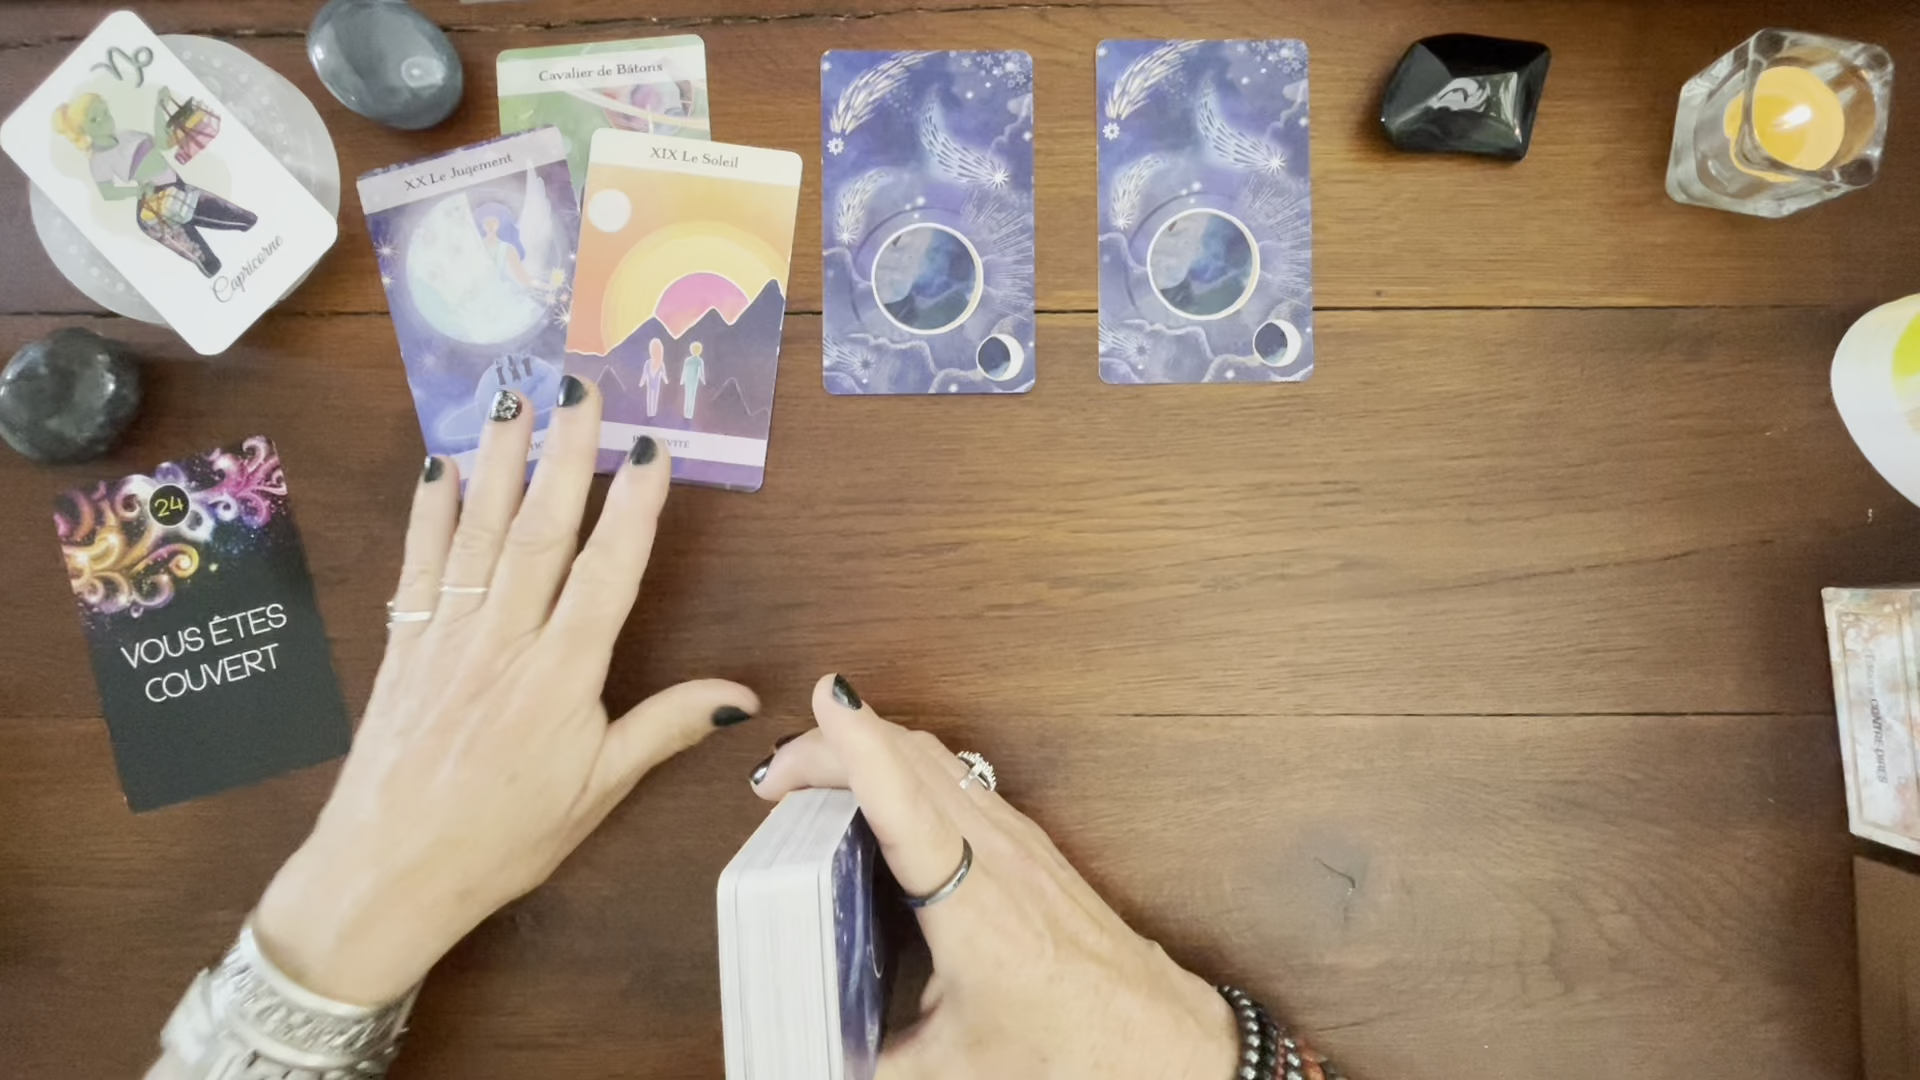 Capricorne
Cavalier de Bâtons
XX Le Jugement
XIX Le Soleil
24
VOUS ÊTES
COUVERT